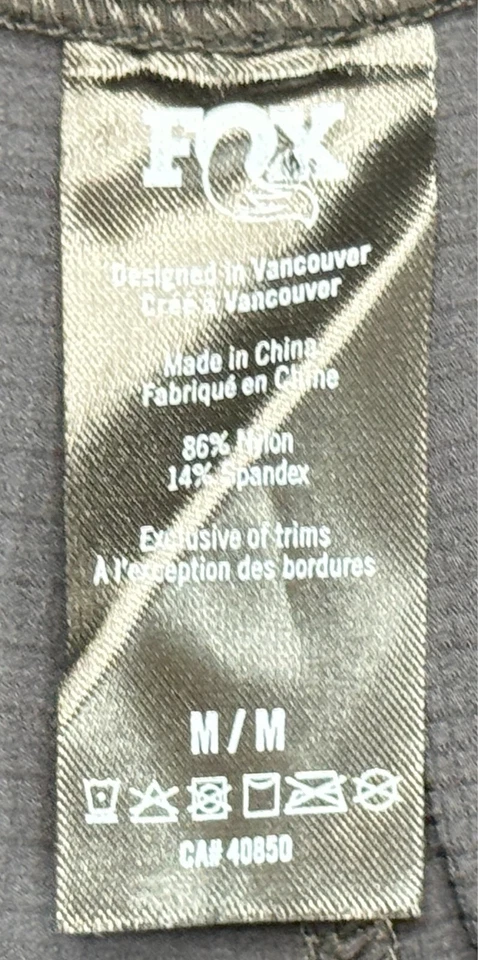 FOX
Designed in Vancouver
Créé à Vancouver
Made in China
Fabriqué en Chine
86% Nylon
14% Spandex
Exclusive of trims
À l'exception des bordures
M / M
CA# 40850